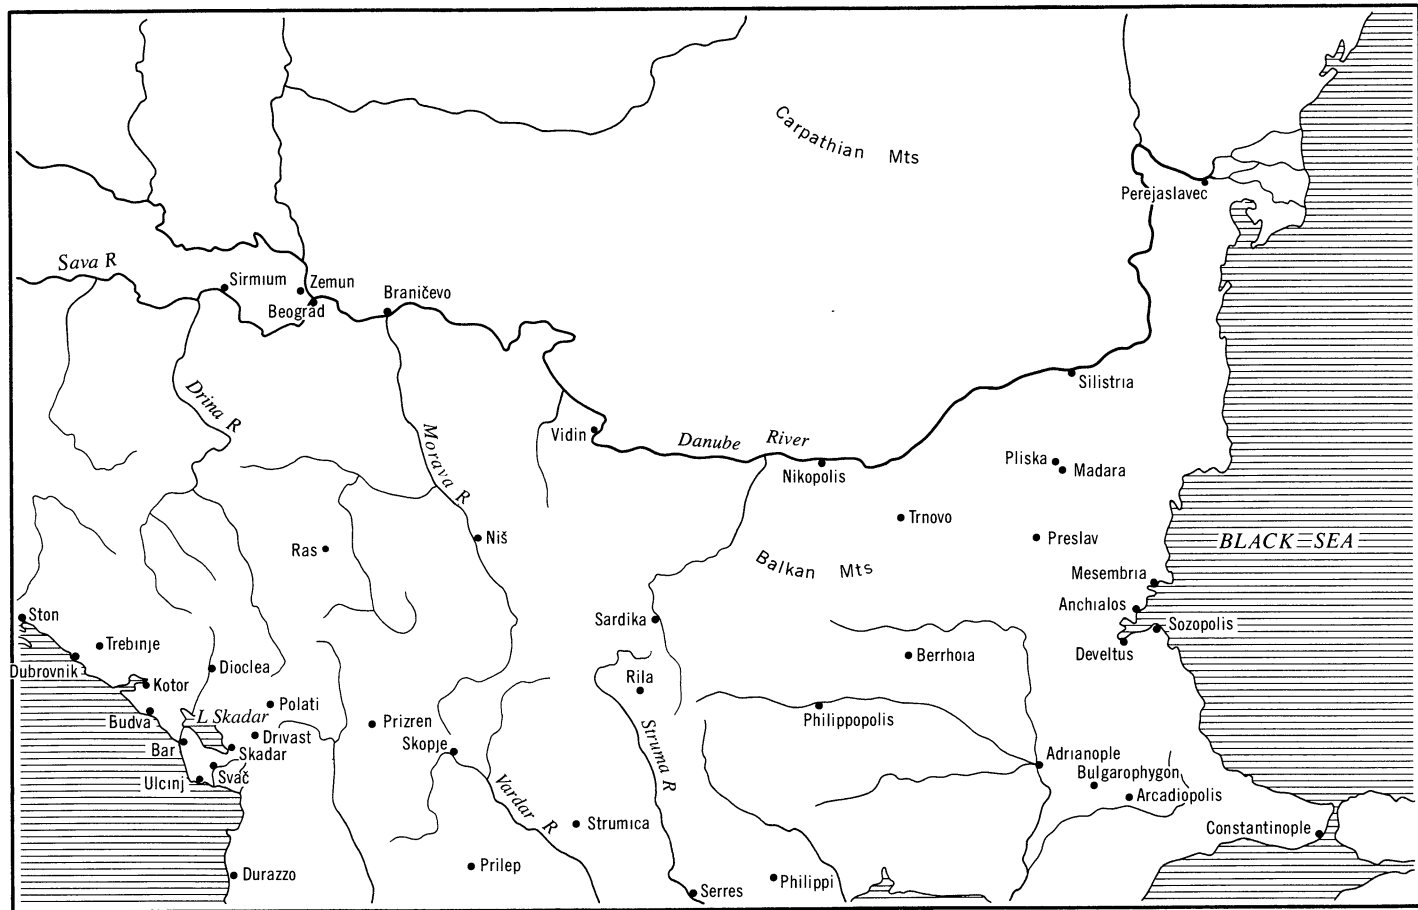 Carpathian Mts
Perejaslavec
Sava R
Sirmium
Zemun
Beograd
Braničevo
Silistria
Drina R
Morava R
Vidin
Danube River
Nikopolis
Pliska
Madara
Trnovo
Niš
Ras
Preslav
BLACK SEA
Balkan Mts
Mesembria
Anchialos
Ston
Sardika
Sozopolis
Trebinje
Develtus
Berrhoia
Dubrovnik
Dioclea
Rila
Kotor
Polati
L Skadar
Budva
Prizren
Philippopolis
Struma R
Drivast
Skopje
Bar
Skadar
Adrianople
Svač
Ulcinj
Bulgarophygon
Arcadiopolis
Vardar R
Strumica
Constantinople
Prilep
Durazzo
Philippi
Serres